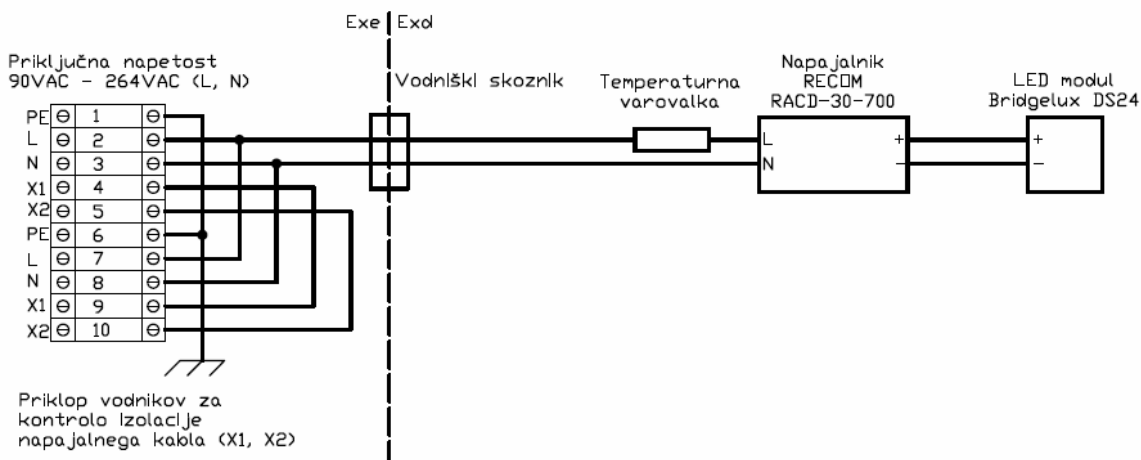 Exe Exd
Priključna napetost
90VAC - 264VAC (L, N)
Vodniški skoznik
Temperaturna
varovalka
Napajalnik
RECOM
RACD-30-700
LED modul
Bridgelux DS24
PE 1
L 2
N 3
X1 4
X2 5
PE 6
L 7
N 8
X1 9
X2 10
L +
N -
+
-
Priklop vodnikov za
kontrolo izolacije
napajalnega kabla (X1, X2)